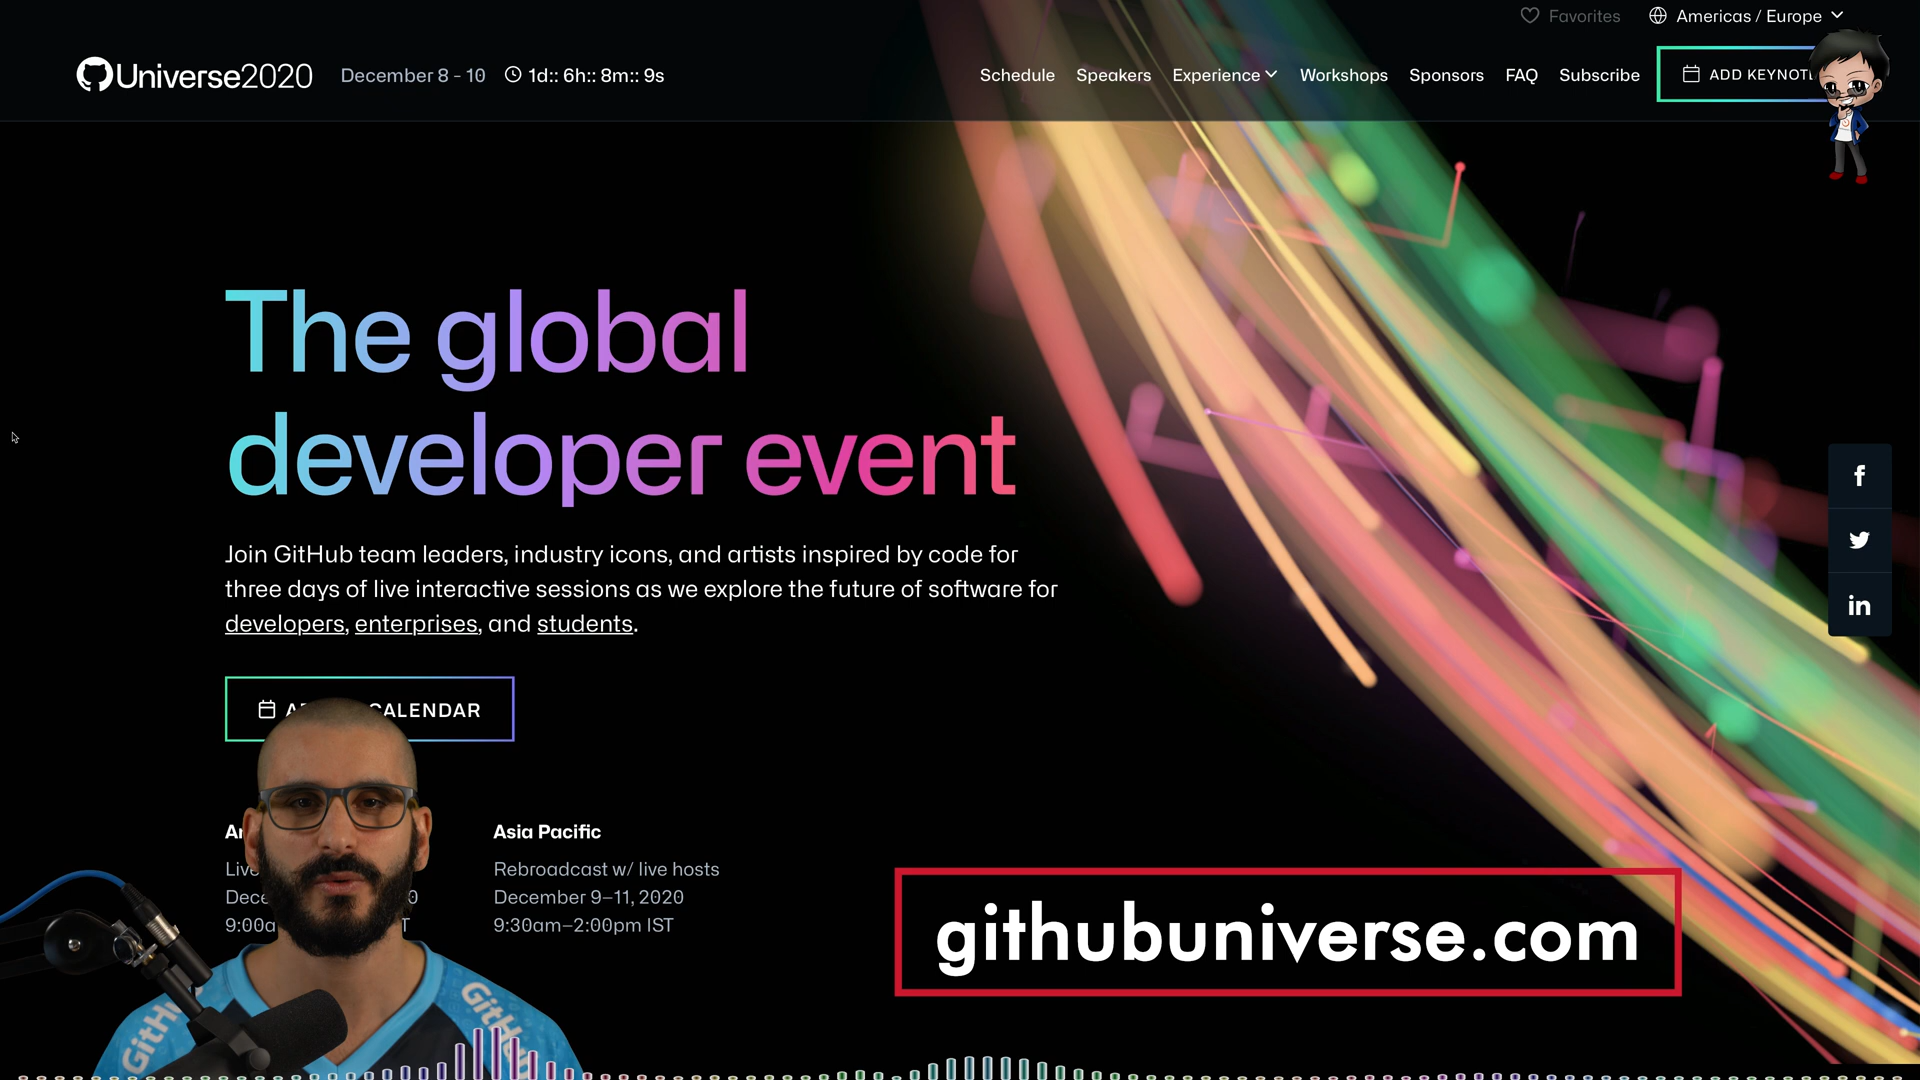 Favorites Americas / Europe
Universe2020 December 8 - 10 1d:: 6h:: 8m:: 9s Schedule Speakers Experience Workshops Sponsors FAQ Subscribe ADD
The global
developer event
Join GitHub team leaders, industry icons, and artists inspired by code for
three days of live interactive sessions as we explore the future of software for
developers, enterprises, and students.
CALENDAR
Asia Pacific
Rebroadcast w/ live hosts
December 9–11, 2020
9:30am–2:00pm IST
githubuniverse.com